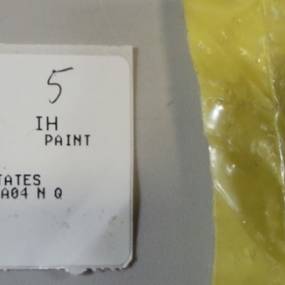 5
IH
PAINT
TATES
A04 N Q